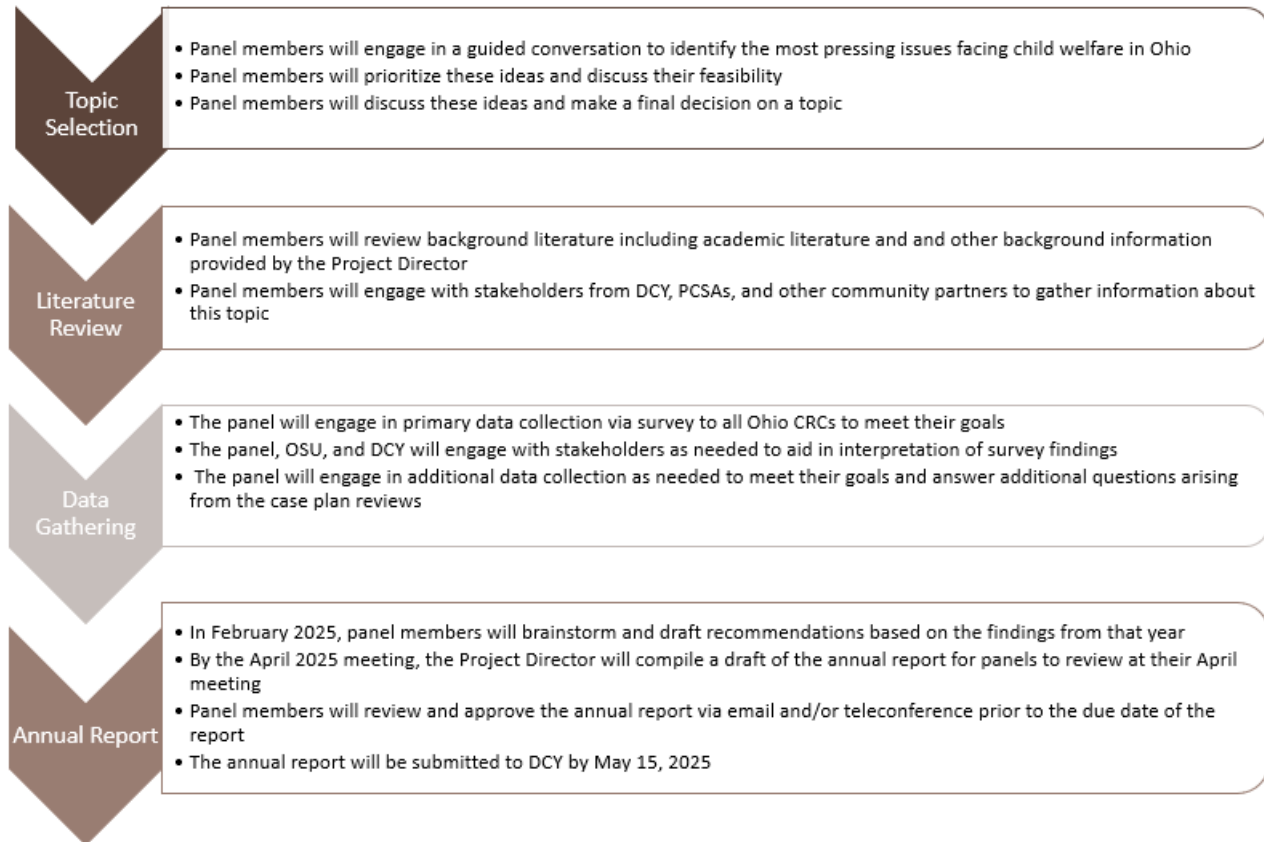 Topic
Selection
• Panel members will engage in a guided conversation to identify the most pressing issues facing child welfare in Ohio
• Panel members will prioritize these ideas and discuss their feasibility
• Panel members will discuss these ideas and make a final decision on a topic
Literature
Review
• Panel members will review background literature including academic literature and and other background information
provided by the Project Director
• Panel members will engage with stakeholders from DCY, PCSAs, and other community partners to gather information about
this topic
Data
Gathering
• The panel will engage in primary data collection via survey to all Ohio CRCs to meet their goals
• The panel, OSU, and DCY will engage with stakeholders as needed to aid in interpretation of survey findings
• The panel will engage in additional data collection as needed to meet their goals and answer additional questions arising
from the case plan reviews
Annual Report
• In February 2025, panel members will brainstorm and draft recommendations based on the findings from that year
• By the April 2025 meeting, the Project Director will compile a draft of the annual report for panels to review at their April
meeting
• Panel members will review and approve the annual report via email and/or teleconference prior to the due date of the
report
• The annual report will be submitted to DCY by May 15, 2025